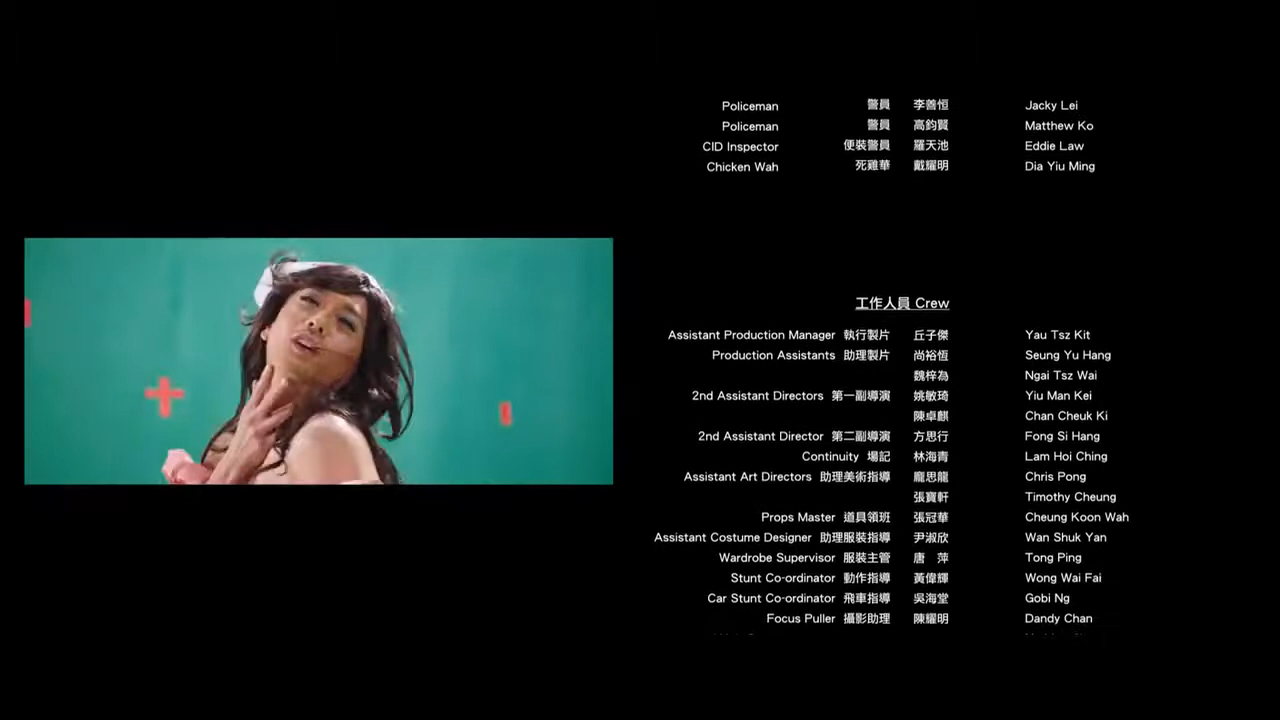 Policeman 警員 李善恒 Jacky Lei
Policeman 警員 高鈞賢 Matthew Ko
CID Inspector 便裝警員 羅天池 Eddie Law
Chicken Wah 死雞華 戴耀明 Dia Yiu Ming
工作人員 Crew
Assistant Production Manager 執行製片 丘子傑 Yau Tsz Kit
Production Assistants 助理製片 尚裕恆 Seung Yu Hang
魏梓為 Ngai Tsz Wai
2nd Assistant Directors 第一副導演 姚敏琦 Yiu Man Kei
陳卓麒 Chan Cheuk Ki
2nd Assistant Director 第二副導演 方思行 Fong Si Hang
Continuity 場記 林海青 Lam Hoi Ching
Assistant Art Directors 助理美術指導 龐思龍 Chris Pong
張寶軒 Timothy Cheung
Props Master 道具領班 張冠華 Cheung Koon Wah
Assistant Costume Designer 助理服裝指導 尹淑欣 Wan Shuk Yan
Wardrobe Supervisor 服裝主管 唐 萍 Tong Ping
Stunt Co-ordinator 動作指導 黃偉輝 Wong Wai Fai
Car Stunt Co-ordinator 飛車指導 吳海堂 Gobi Ng
Focus Puller 攝影助理 陳耀明 Dandy Chan